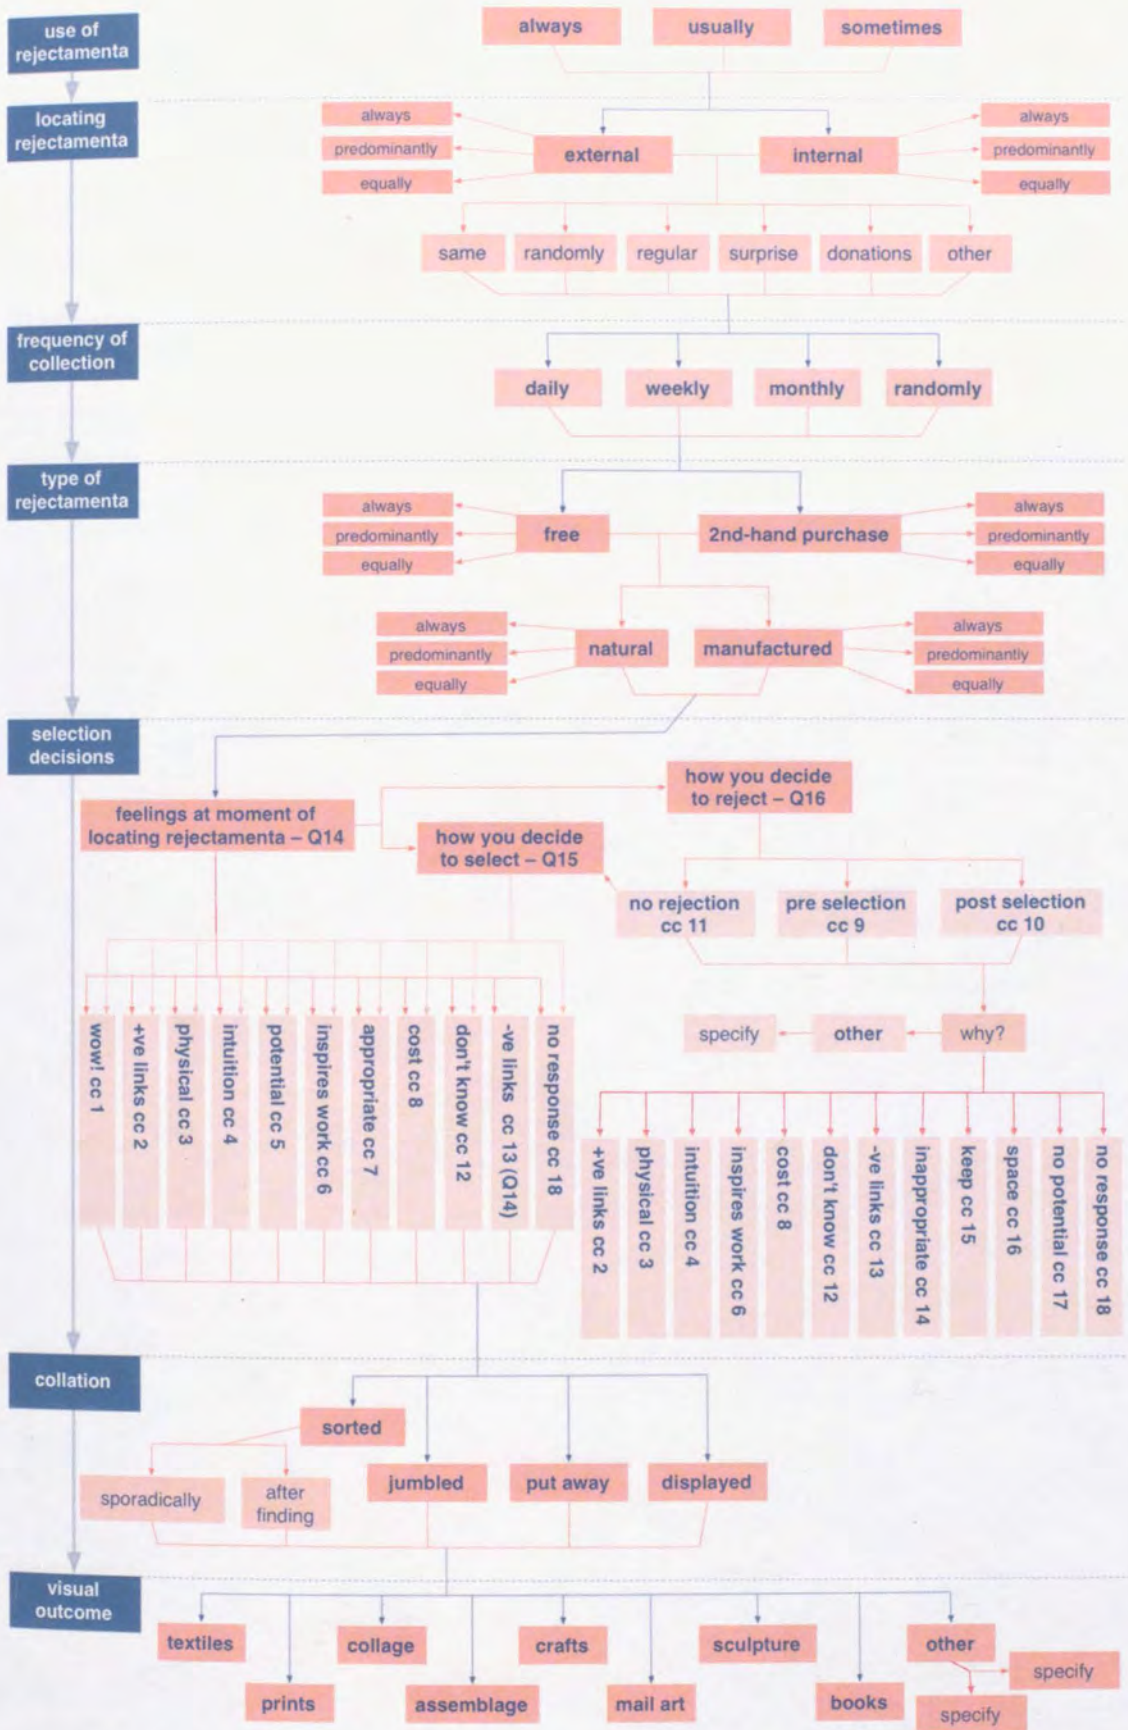 use of
rejectamenta
always
usually
sometimes
locating
rejectamenta
always
predominantly
equally
external
internal
always
predominantly
equally
same
randomly
regular
surprise
donations
other
frequency of
collection
daily
weekly
monthly
randomly
type of
rejectamenta
always
predominantly
equally
free
2nd-hand purchase
always
predominantly
equally
always
predominantly
equally
natural
manufactured
always
predominantly
equally
selection
decisions
feelings at moment of
locating rejectamenta – Q14
how you decide
to select – Q15
how you decide
to reject – Q16
no rejection
cc 11
pre selection
cc 9
post selection
cc 10
specify
other
why?
wow! cc 1
+ve links cc 2
physical cc 3
intuition cc 4
potential cc 5
inspires work cc 6
appropriate cc 7
cost cc 8
don't know cc 12
-ve links cc 13 (Q14)
no response cc 18
+ve links cc 2
physical cc 3
intuition cc 4
inspires work cc 6
cost cc 8
don't know cc 12
-ve links cc 13
inappropriate cc 14
keep cc 15
space cc 16
no potential cc 17
no response cc 18
collation
sorted
sporadically
after
finding
jumbled
put away
displayed
visual
outcome
textiles
collage
crafts
sculpture
other
specify
prints
assemblage
mail art
books
specify